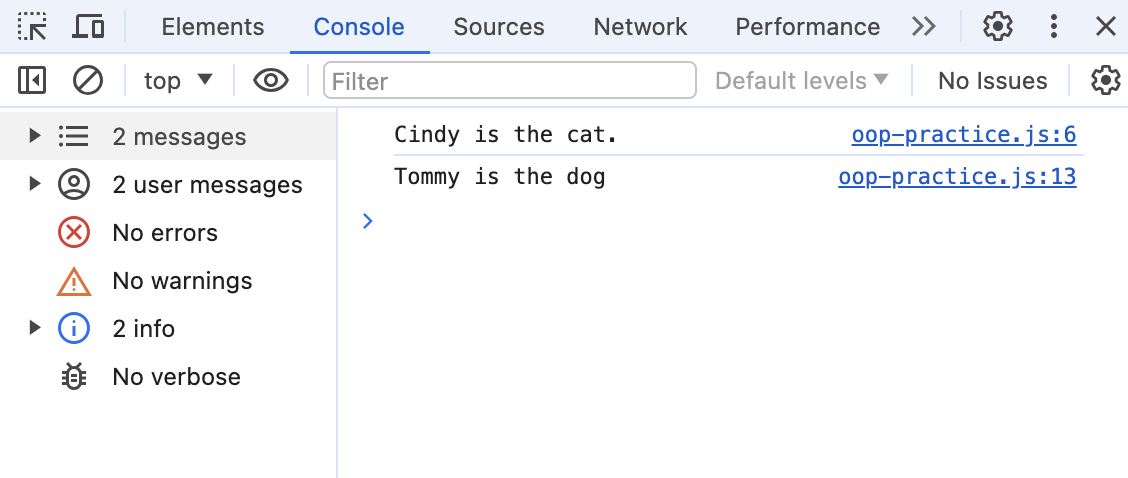 Elements Console Sources Network Performance
top Filter Default levels No Issues
2 messages
2 user messages
No errors
No warnings
2 info
No verbose
Cindy is the cat. oop-practice.js:6
Tommy is the dog oop-practice.js:13